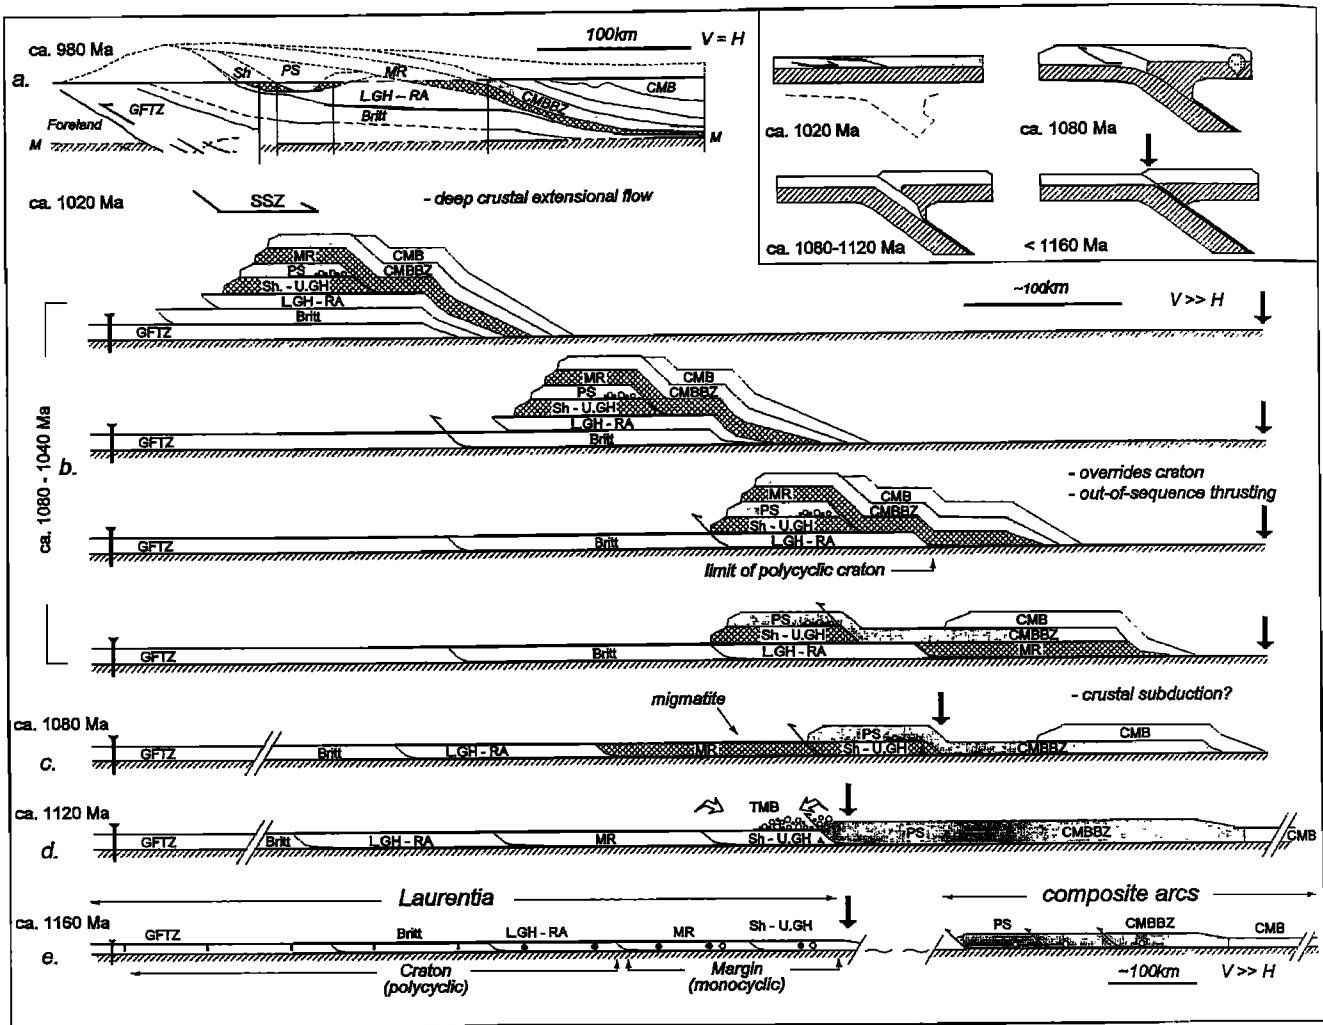 ca. 980 Ma
100km V = H
a.
Sh PS MR CMB
L.GH - RA CMBBZ
GFTZ Britt
Foreland
M M
ca. 1020 Ma SSZ - deep crustal extensional flow
ca. 1020 Ma ca. 1080 Ma
ca. 1080-1120 Ma < 1160 Ma
~100km V >> H
ca. 1080 - 1040 Ma
b.
MR CMB
PS CMBBZ
Sh. - U.GH
L.GH - RA
Britt
GFTZ
MR CMB
PS CMBBZ
Sh - U.GH
L.GH - RA
GFTZ Britt
- overrides craton
- out-of-sequence thrusting
MR CMB
PS CMBBZ
Sh - U.GH
GFTZ Britt L.GH - RA
limit of polycyclic craton
PS CMB
Sh - U.GH CMBBZ
GFTZ Britt L.GH - RA MR
migmatite - crustal subduction?
ca. 1080 Ma
PS CMB
GFTZ Britt L.GH - RA MR Sh - U.GH CMBBZ
c.
ca. 1120 Ma TMB
PS CMBBZ CMB
GFTZ Britt L.GH - RA MR Sh - U.GH
d.
Laurentia composite arcs
ca. 1160 Ma
GFTZ Britt L.GH - RA MR Sh - U.GH PS CMBBZ CMB
e.
Craton
(polycyclic)
Margin
(monocyclic)
~100km V >> H